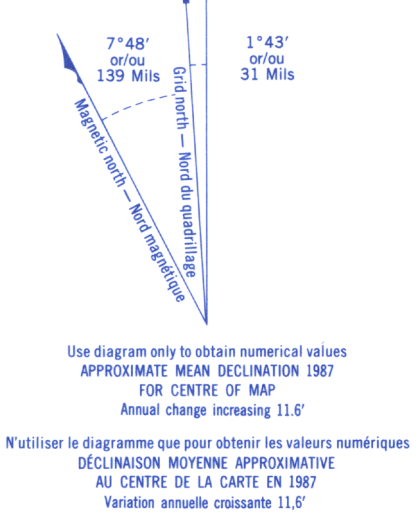 7°48′
or/ou
139 Mils
1°43′
or/ou
31 Mils
Grid north — Nord du quadrillage
Magnetic north — Nord magnétique
Use diagram only to obtain numerical values
APPROXIMATE MEAN DECLINATION 1987
FOR CENTRE OF MAP
Annual change increasing 11.6′
N'utiliser le diagramme que pour obtenir les valeurs numériques
DÉCLINAISON MOYENNE APPROXIMATIVE
AU CENTRE DE LA CARTE EN 1987
Variation annuelle croissante 11,6′